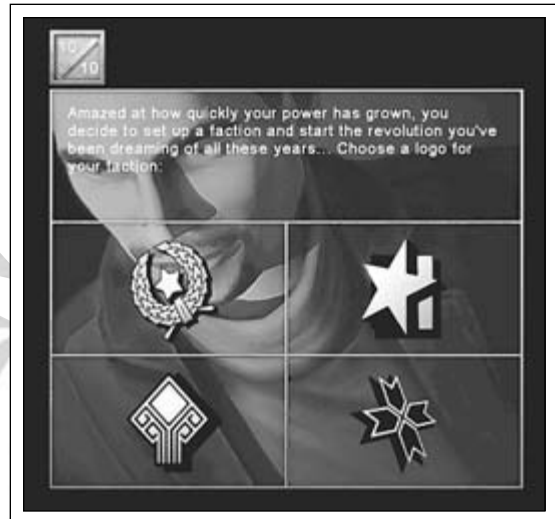 10
10
Amazed at how quickly your power has grown, you
decide to set up a faction and start the revolution you've
been dreaming of all these years... Choose a logo for
your faction: